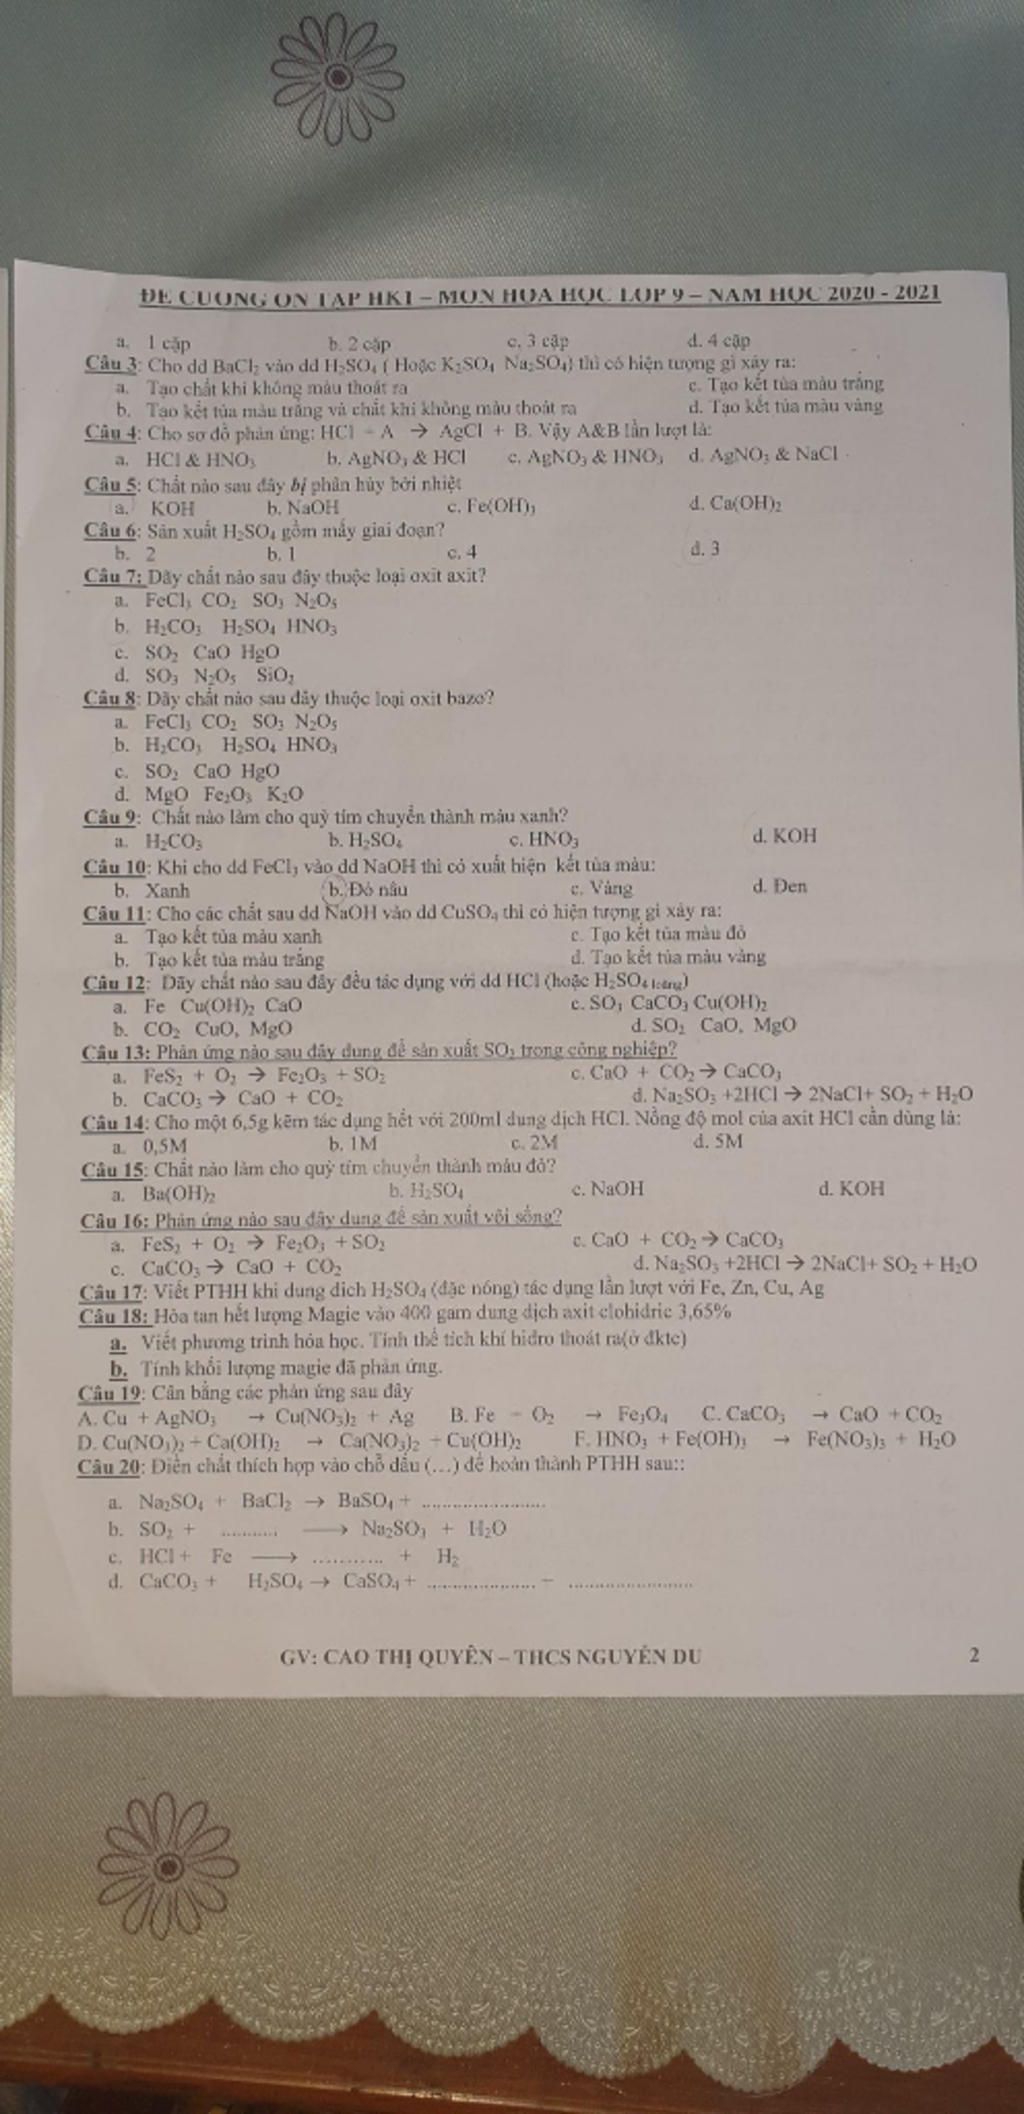 ĐỀ CƯƠNG ÔN TẬP HKI – MÔN HÓA HỌC LỚP 9 – NĂM HỌC 2020 - 2021
a. 1 cặp b. 2 cặp c. 3 cặp d. 4 cặp
Câu 3: Cho dd BaCl₂ vào dd H₂SO₄ ( Hoặc K₂SO₄ Na₂SO₄) thì có hiện tượng gì xảy ra:
a. Tạo chất khí không màu thoát ra c. Tạo kết tủa màu trắng
b. Tạo kết tủa màu trắng và chất khí không màu thoát ra d. Tạo kết tủa màu vàng
Câu 4: Cho sơ đồ phản ứng: HCl + A → AgCl + B. Vậy A&B lần lượt là:
a. HCl & HNO₃ b. AgNO₃ & HCl c. AgNO₃ & HNO₃ d. AgNO₃ & NaCl
Câu 5: Chất nào sau đây bị phân hủy bởi nhiệt
a. KOH b. NaOH c. Fe(OH)₃ d. Ca(OH)₂
Câu 6: Sản xuất H₂SO₄ gồm mấy giai đoạn?
b. 2 b. 1 c. 4 d. 3
Câu 7: Dãy chất nào sau đây thuộc loại oxit axit?
a. FeCl₃ CO₂ SO₃ N₂O₅
b. H₂CO₃ H₂SO₄ HNO₃
c. SO₂ CaO HgO
d. SO₃ N₂O₅ SiO₂
Câu 8: Dãy chất nào sau đây thuộc loại oxit bazơ?
a. FeCl₃ CO₂ SO₃ N₂O₅
b. H₂CO₃ H₂SO₄ HNO₃
c. SO₂ CaO HgO
d. MgO Fe₂O₃ K₂O
Câu 9: Chất nào làm cho quỳ tím chuyển thành màu xanh?
a. H₂CO₃ b. H₂SO₄ c. HNO₃ d. KOH
Câu 10: Khi cho dd FeCl₃ vào dd NaOH thì có xuất hiện kết tủa màu:
b. Xanh b. Đỏ nâu c. Vàng d. Đen
Câu 11: Cho các chất sau dd NaOH vào dd CuSO₄ thì có hiện tượng gì xảy ra:
a. Tạo kết tủa màu xanh c. Tạo kết tủa màu đỏ
b. Tạo kết tủa màu trắng d. Tạo kết tủa màu vàng
Câu 12: Dãy chất nào sau đây đều tác dụng với dd HCl (hoặc H₂SO₄ loãng)
a. Fe Cu(OH)₂ CaO c. SO₃ CaCO₃ Cu(OH)₂
b. CO₂ CuO, MgO d. SO₂ CaO, MgO
Câu 13: Phản ứng nào sau đây dung để sản xuất SO₂ trong công nghiệp?
a. FeS₂ + O₂ → Fe₂O₃ + SO₂ c. CaO + CO₂ → CaCO₃
b. CaCO₃ → CaO + CO₂ d. Na₂SO₃ +2HCl → 2NaCl+ SO₂ + H₂O
Câu 14: Cho một 6,5g kẽm tác dụng hết với 200ml dung dịch HCl. Nồng độ mol của axit HCl cần dùng là:
a. 0,5M b. 1M c. 2M d. 5M
Câu 15: Chất nào làm cho quỳ tím chuyển thành màu đỏ?
a. Ba(OH)₂ b. H₂SO₄ c. NaOH d. KOH
Câu 16: Phản ứng nào sau đây dung để sản xuất vôi sống?
a. FeS₂ + O₂ → Fe₂O₃ + SO₂ c. CaO + CO₂ → CaCO₃
c. CaCO₃ → CaO + CO₂ d. Na₂SO₃ +2HCl → 2NaCl+ SO₂ + H₂O
Câu 17: Viết PTHH khi dung dich H₂SO₄ (đặc nóng) tác dụng lần lượt với Fe, Zn, Cu, Ag
Câu 18: Hòa tan hết lượng Magie vào 400 gam dung dịch axit clohidric 3,65%
a. Viết phương trình hóa học. Tính thể tích khí hidro thoát ra(ở đktc)
b. Tính khối lượng magie đã phản ứng.
Câu 19: Cân bằng các phản ứng sau đây
A. Cu + AgNO₃ → Cu(NO₃)₂ + Ag B. Fe + O₂ → Fe₃O₄ C. CaCO₃ → CaO + CO₂
D. Cu(NO₃)₂ + Ca(OH)₂ → Ca(NO₃)₂ + Cu(OH)₂ F. HNO₃ + Fe(OH)₃ → Fe(NO₃)₃ + H₂O
Câu 20: Điền chất thích hợp vào chỗ dấu (…) để hoàn thành PTHH sau::
a. Na₂SO₄ + BaCl₂ → BaSO₄ + ........................
b. SO₂ + ........... ⟶ Na₂SO₃ + H₂O
c. HCl + Fe ⟶ ............ + H₂
d. CaCO₃ + H₂SO₄ → CaSO₄ + ..................... + ........................
GV: CAO THỊ QUYÊN – THCS NGUYỄN DU 2